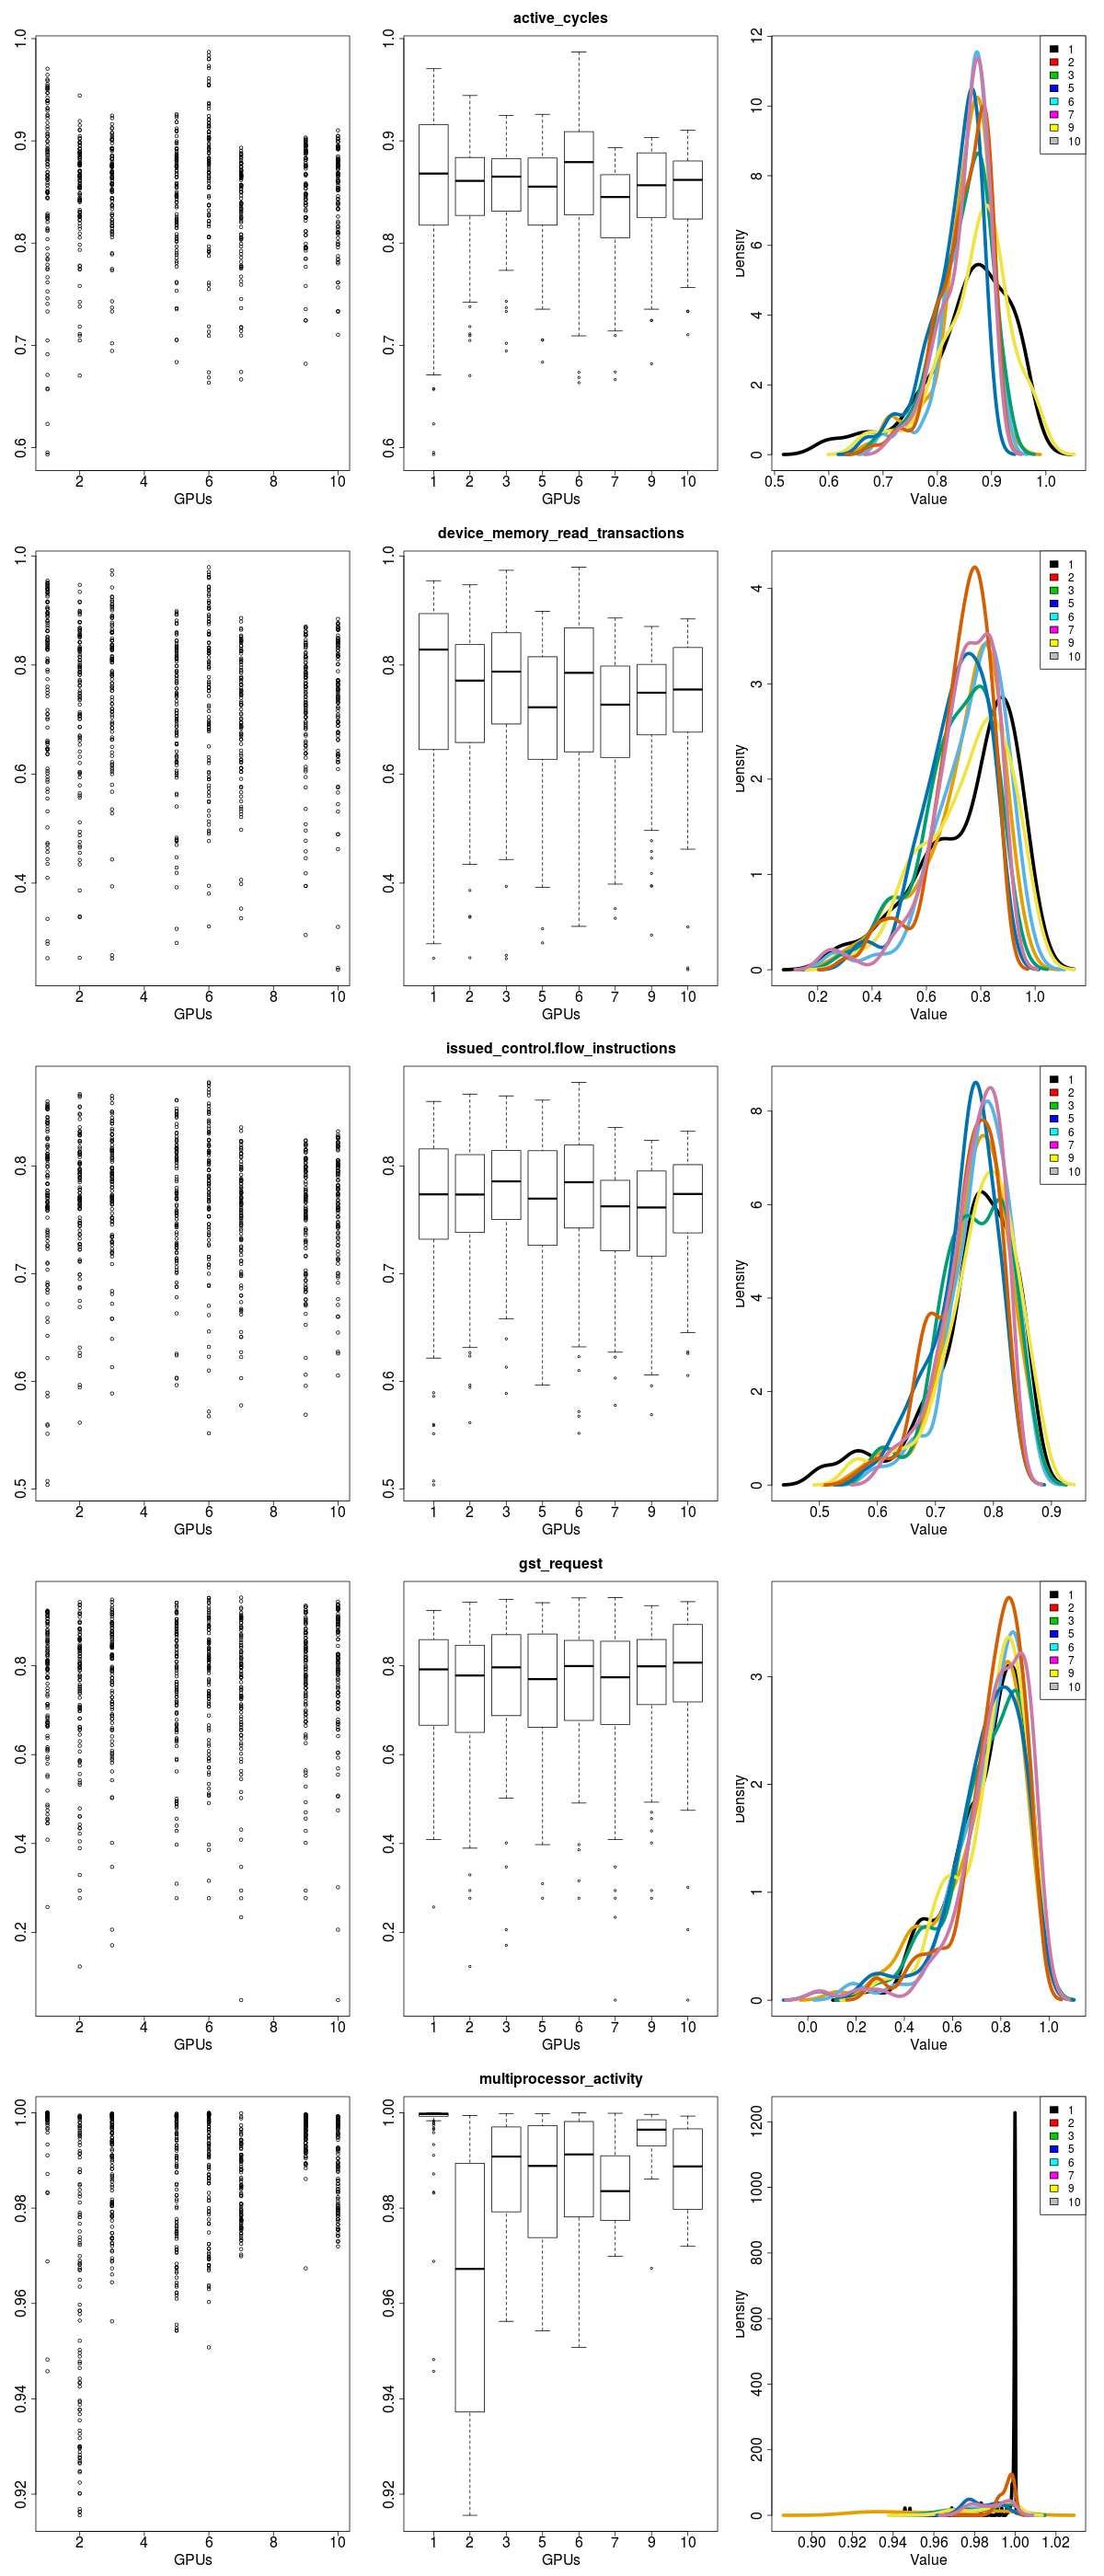 active_cycles
1.0
0.9
0.8
0.7
0.6
2 4 6 8 10
GPUs
1.0
0.9
0.8
0.7
0.6
1 2 3 5 6 7 9 10
GPUs
12
10
8
6
4
2
0
Density
0.5 0.6 0.7 0.8 0.9 1.0
Value
1
2
3
5
6
7
9
10
device_memory_read_transactions
1.0
0.8
0.6
0.4
2 4 6 8 10
GPUs
1.0
0.8
0.6
0.4
1 2 3 5 6 7 9 10
GPUs
4
3
2
1
0
Density
0.2 0.4 0.6 0.8 1.0
Value
1
2
3
5
6
7
9
10
issued_control.flow_instructions
0.8
0.7
0.6
0.5
2 4 6 8 10
GPUs
0.8
0.7
0.6
0.5
1 2 3 5 6 7 9 10
GPUs
8
6
4
2
0
Density
0.5 0.6 0.7 0.8 0.9
Value
1
2
3
5
6
7
9
10
gst_request
0.8
0.6
0.4
0.2
2 4 6 8 10
GPUs
0.8
0.6
0.4
0.2
1 2 3 5 6 7 9 10
GPUs
3
2
1
0
Density
0.0 0.2 0.4 0.6 0.8 1.0
Value
1
2
3
5
6
7
9
10
multiprocessor_activity
1.00
0.98
0.96
0.94
0.92
2 4 6 8 10
GPUs
1.00
0.98
0.96
0.94
0.92
1 2 3 5 6 7 9 10
GPUs
1200
1000
800
600
400
200
0
Density
0.90 0.92 0.94 0.96 0.98 1.00 1.02
Value
1
2
3
5
6
7
9
10